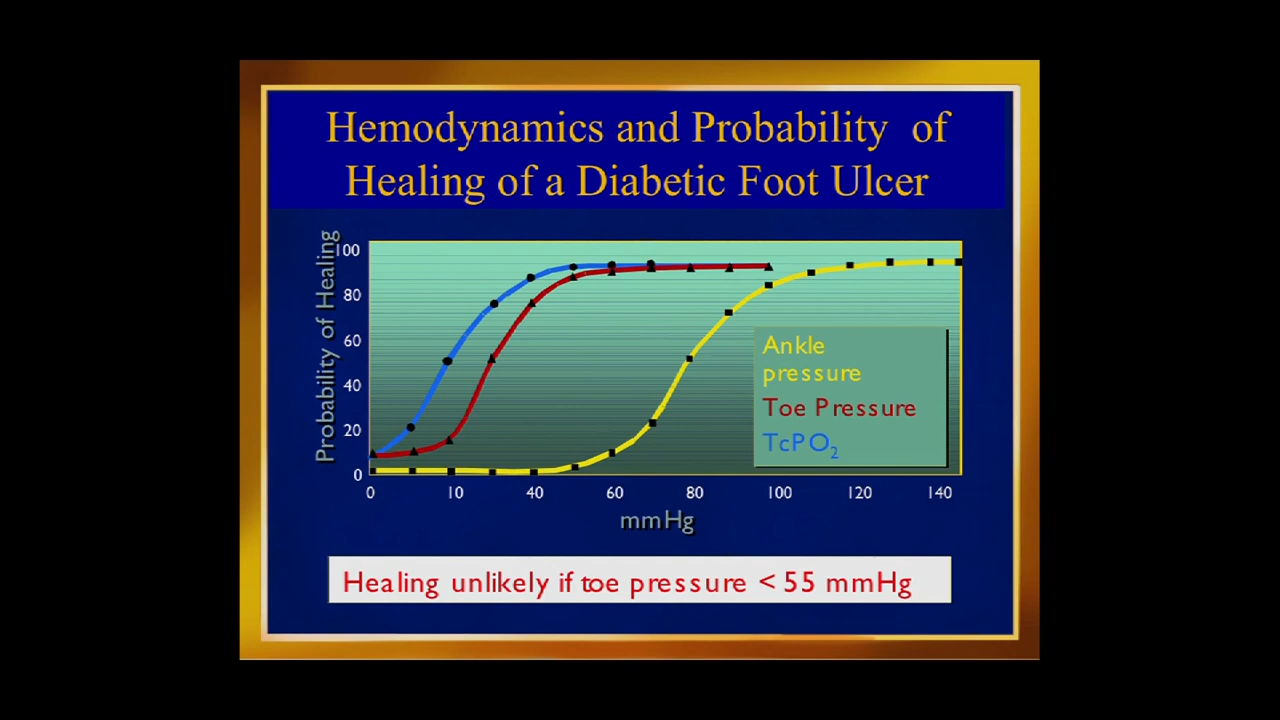 Hemodynamics and Probability of
Healing of a Diabetic Foot Ulcer
Probability of Healing
100
80
60
40
20
0
0 10 40 60 80 100 120 140
mmHg
Ankle
pressure
Toe Pressure
TcPO₂
Healing unlikely if toe pressure < 55 mmHg